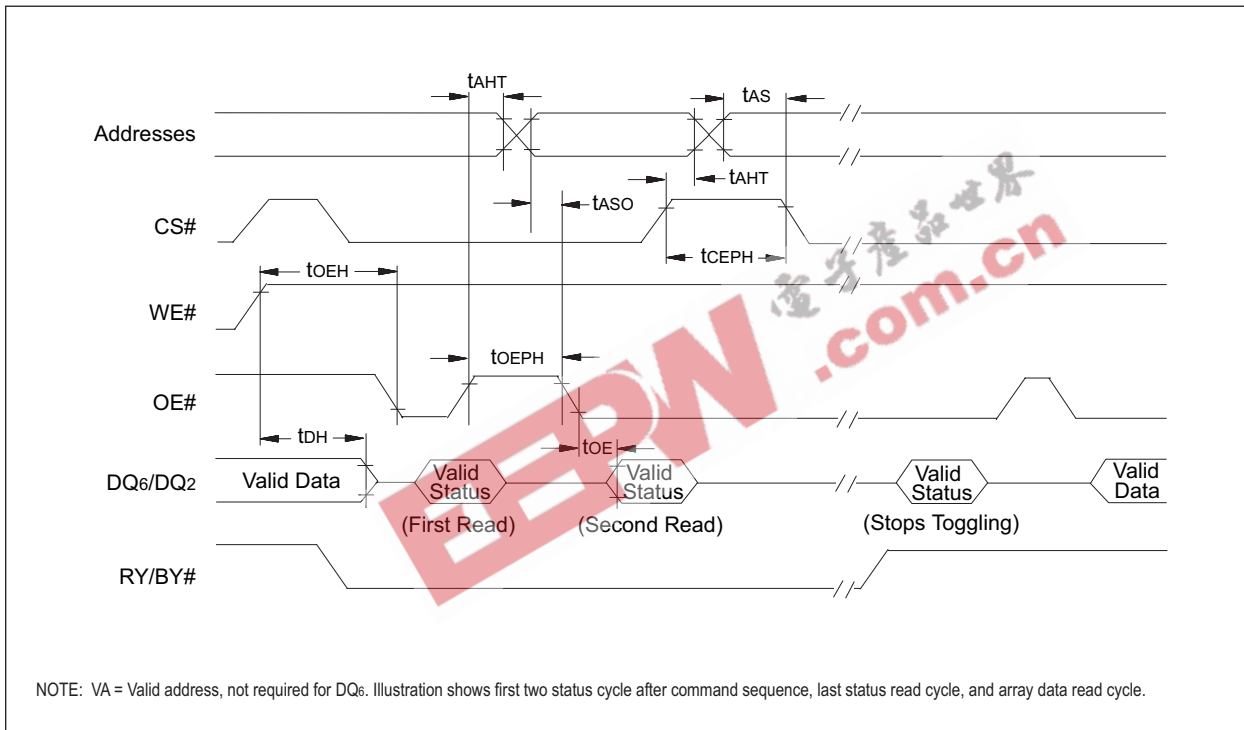 tAHT
tAS
Addresses
tAHT
tASO
CS#
tCEPH
tOEH
WE#
tOEPH
OE#
tDH
tOE
DQ6/DQ2
Valid Data
Valid Status
Valid Status
Valid Status
Valid Data
(First Read)
(Second Read)
(Stops Toggling)
RY/BY#
EEPW
.com.cn
電子產品世界
NOTE: VA = Valid address, not required for DQ6. Illustration shows first two status cycle after command sequence, last status read cycle, and array data read cycle.